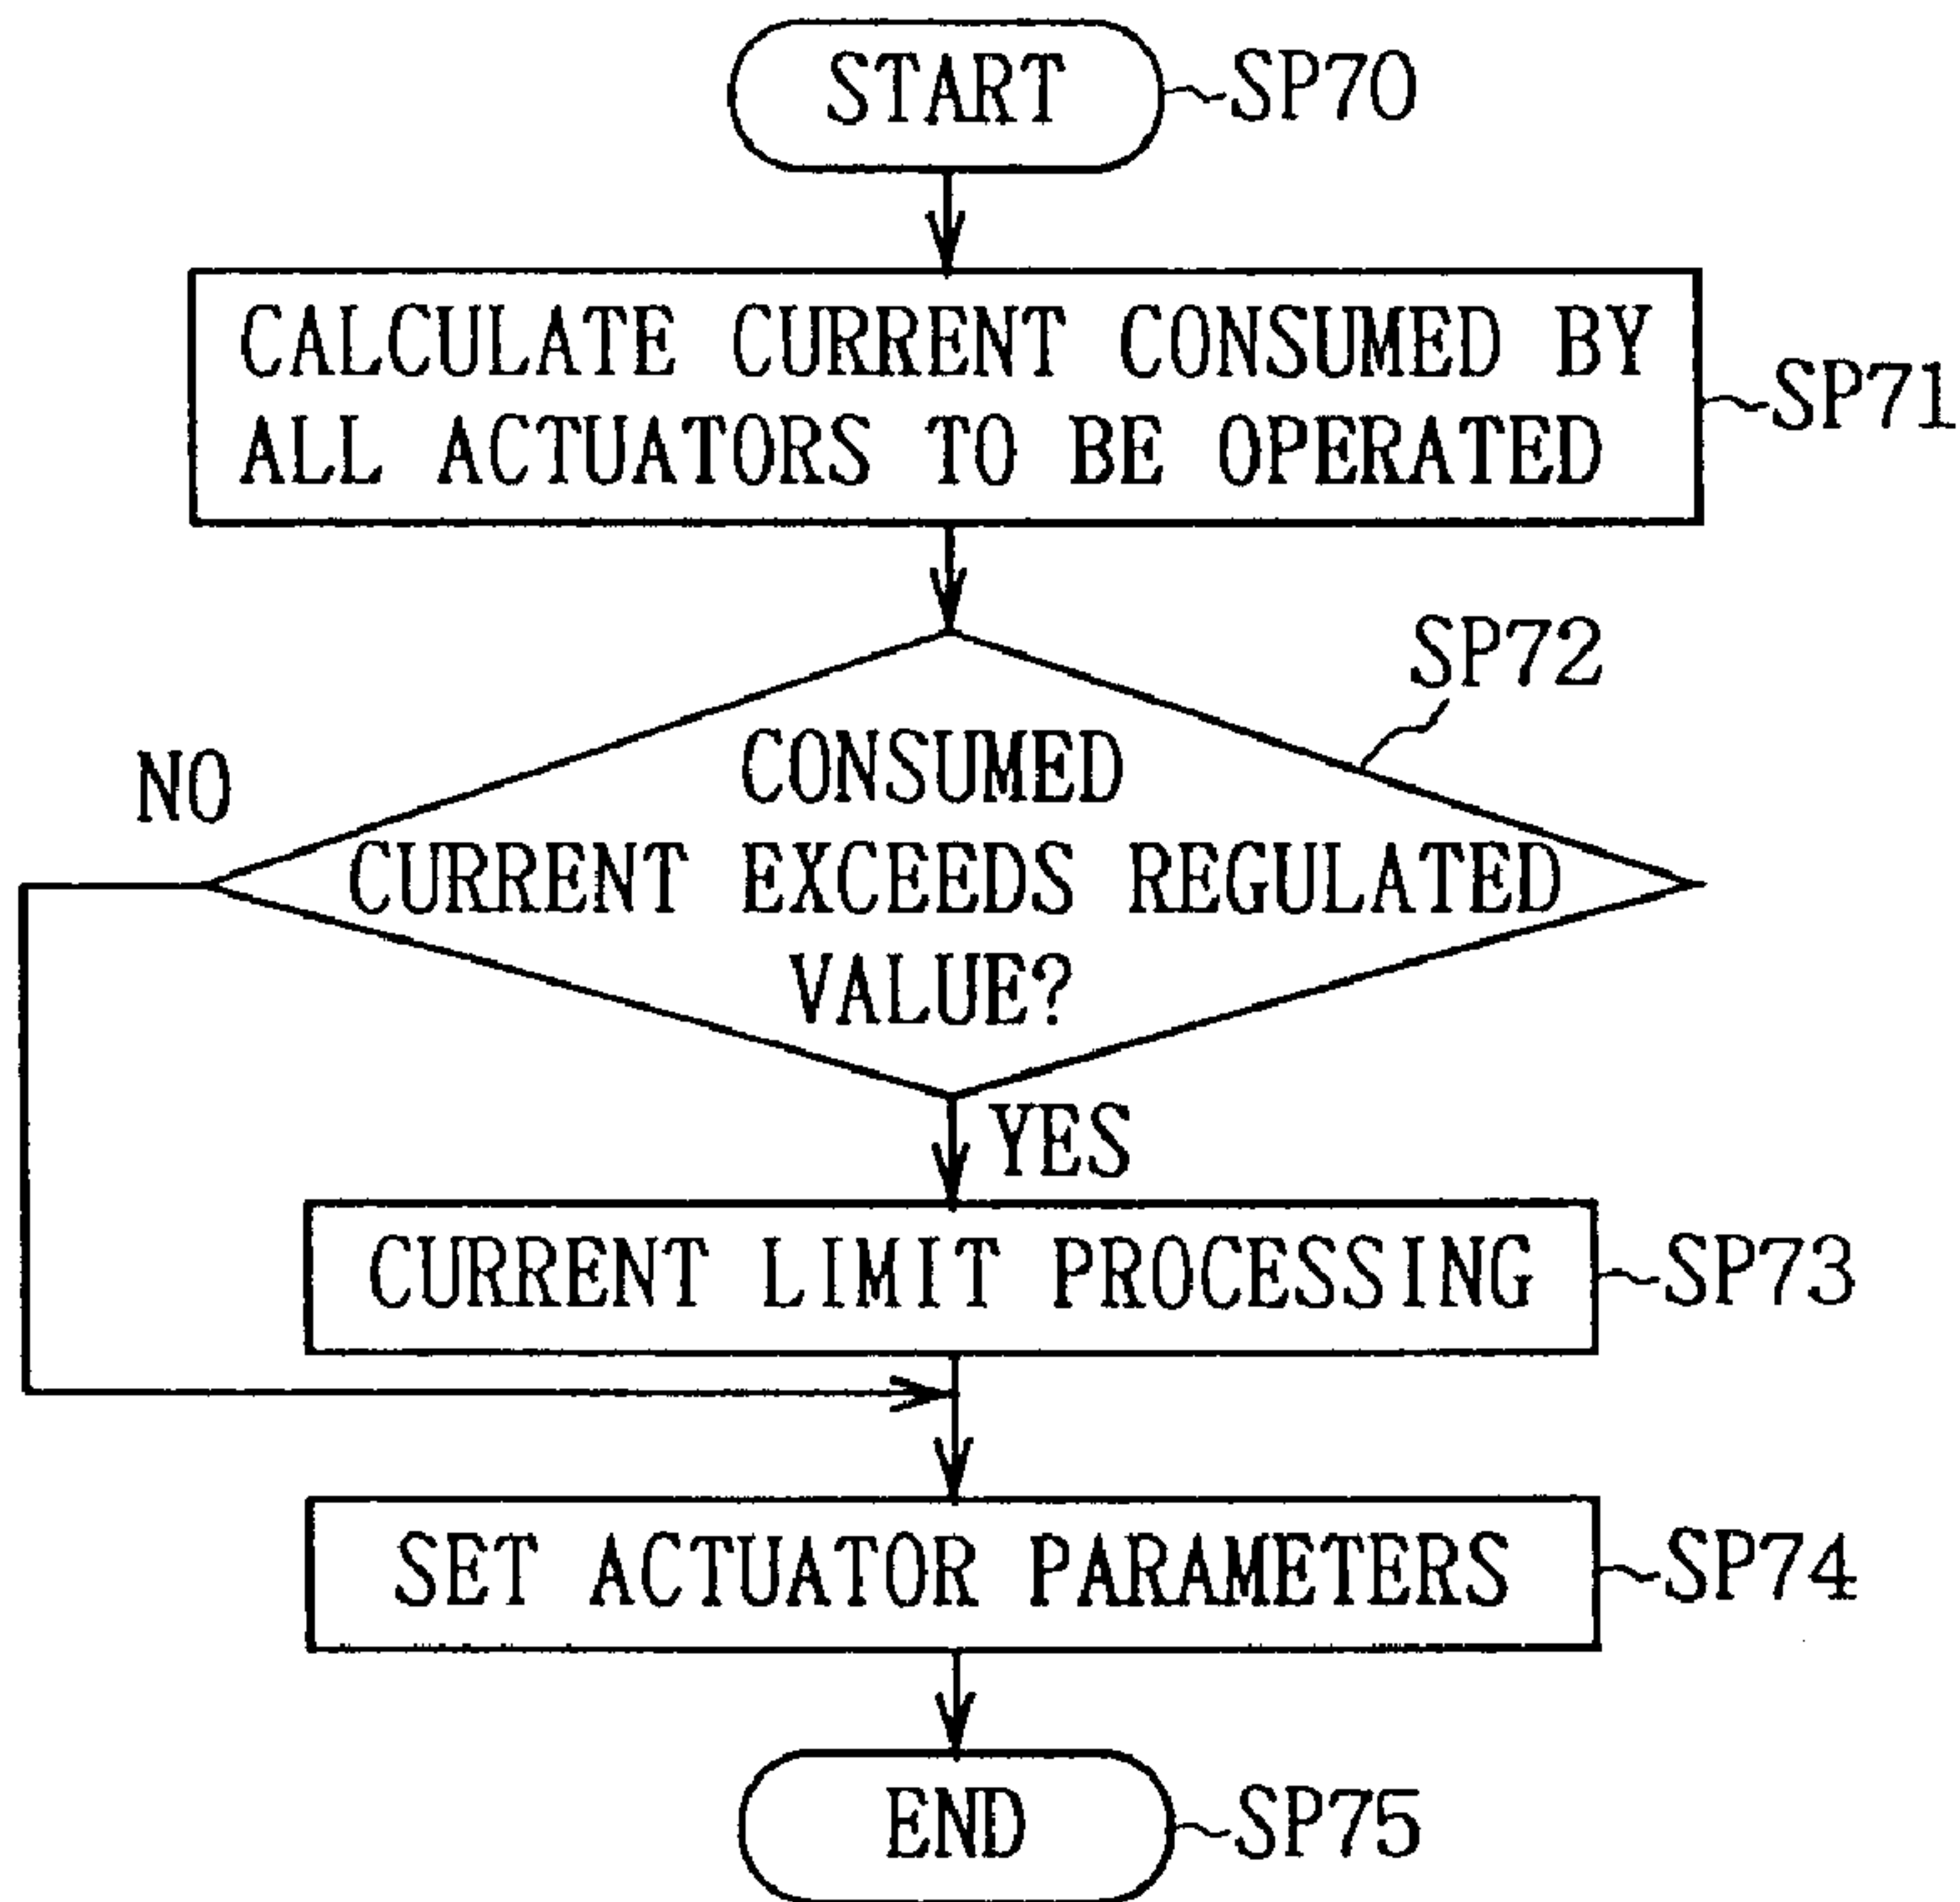 START
SP70
CALCULATE CURRENT CONSUMED BY
ALL ACTUATORS TO BE OPERATED
SP71
SP72
CONSUMED
CURRENT EXCEEDS REGULATED
VALUE?
NO
YES
CURRENT LIMIT PROCESSING
SP73
SET ACTUATOR PARAMETERS
SP74
END
SP75